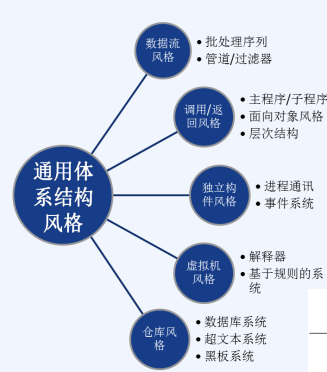 数据流
风格
• 批处理序列
• 管道/过滤器
调用/返
回风格
• 主程序/子程序
• 面向对象风格
• 层次结构
通用体
系结构
风格
独立构
件风格
• 进程通讯
• 事件系统
虚拟机
风格
• 解释器
• 基于规则的系
统
仓库风
格
• 数据库系统
• 超文本系统
• 黑板系统